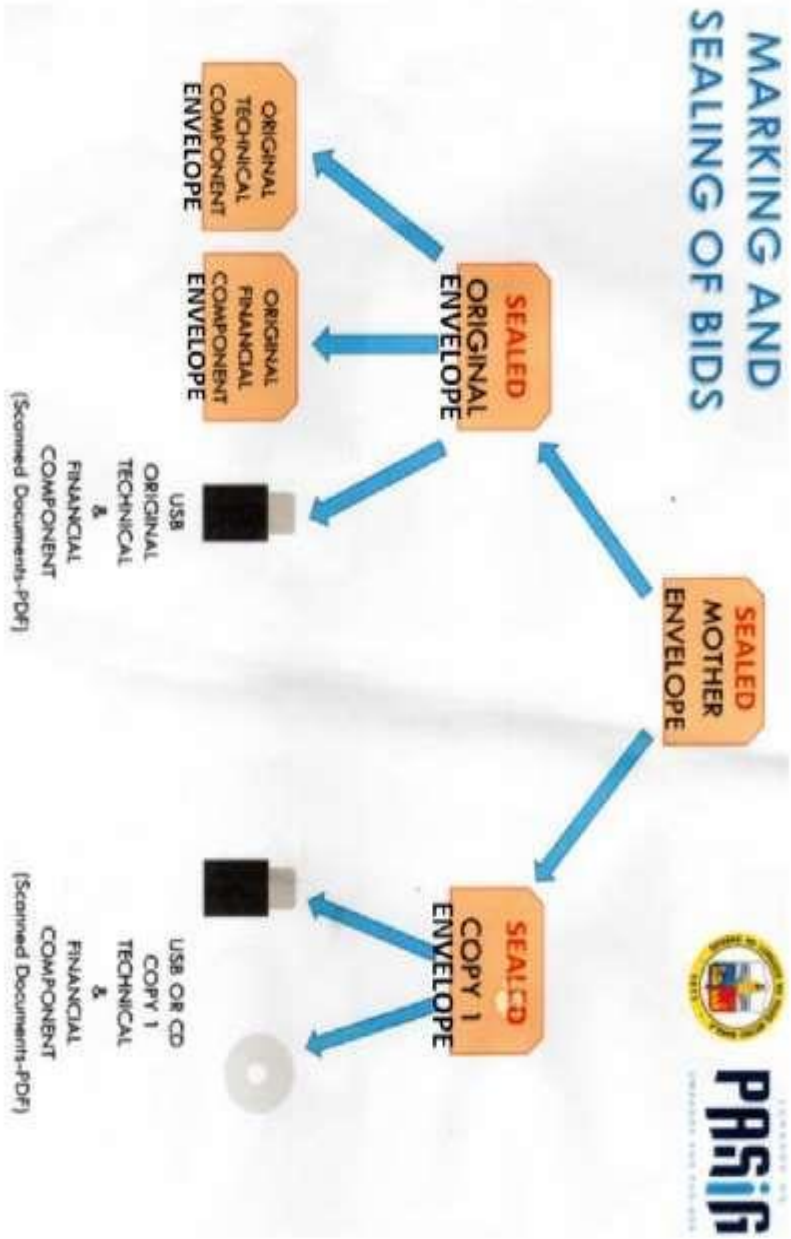 MARKING AND
SEALING OF BIDS
PASIG
SEALED
MOTHER
ENVELOPE
SEALED
ORIGINAL
ENVELOPE
SEALED
COPY 1
ENVELOPE
ORIGINAL
TECHNICAL
COMPONENT
ENVELOPE
ORIGINAL
FINANCIAL
COMPONENT
ENVELOPE
USB
ORIGINAL
TECHNICAL
&
FINANCIAL
COMPONENT
(Scanned Documents-PDF)
USB OR CD
COPY 1
TECHNICAL
&
FINANCIAL
COMPONENT
(Scanned Documents-PDF)